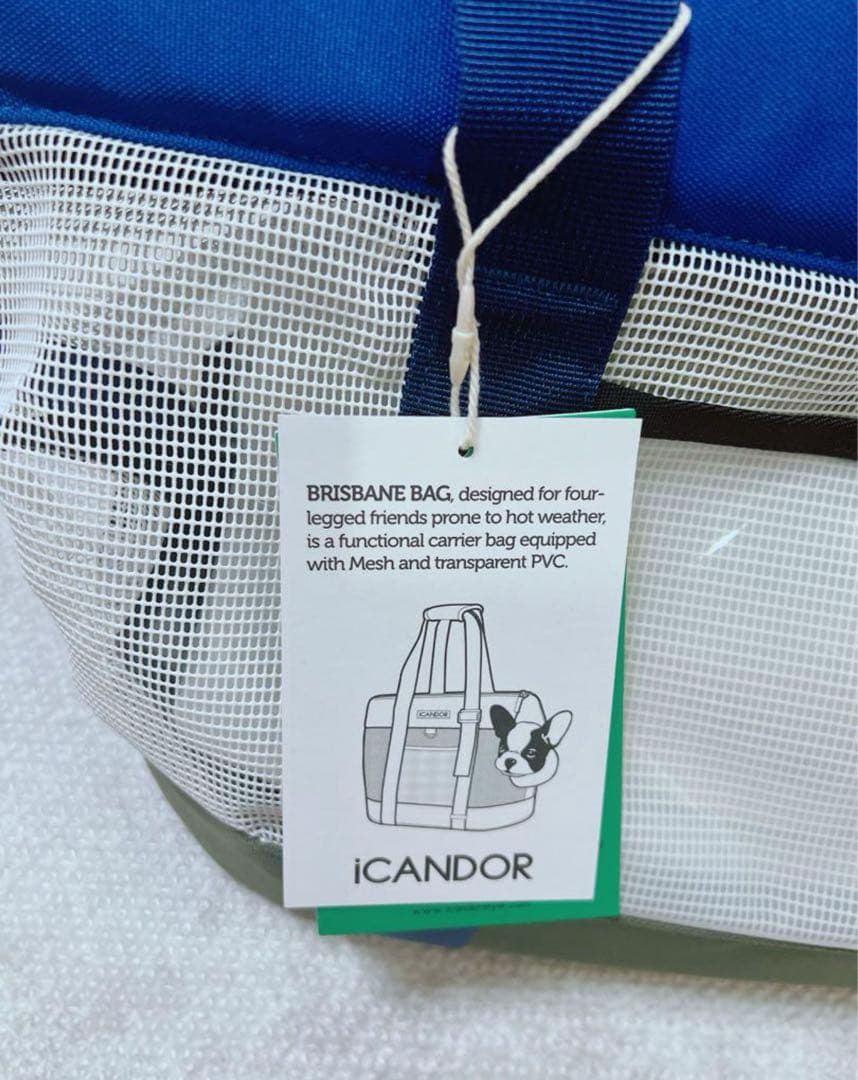 BRISBANE BAG, designed for four-
legged friends prone to hot weather,
is a functional carrier bag equipped
with Mesh and transparent PVC.
iCANDOR
iCANDOR